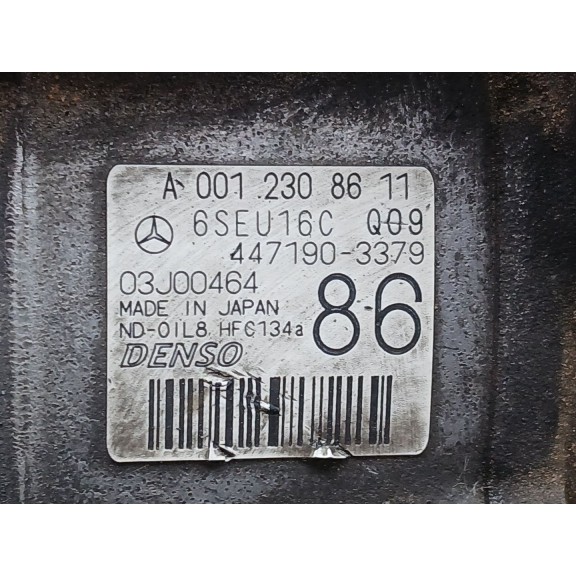 A 001 230 86 11
6SEU16C Q09
447190-3379
03J00464
MADE IN JAPAN
ND-OIL8 HFC134a
86
DENSO